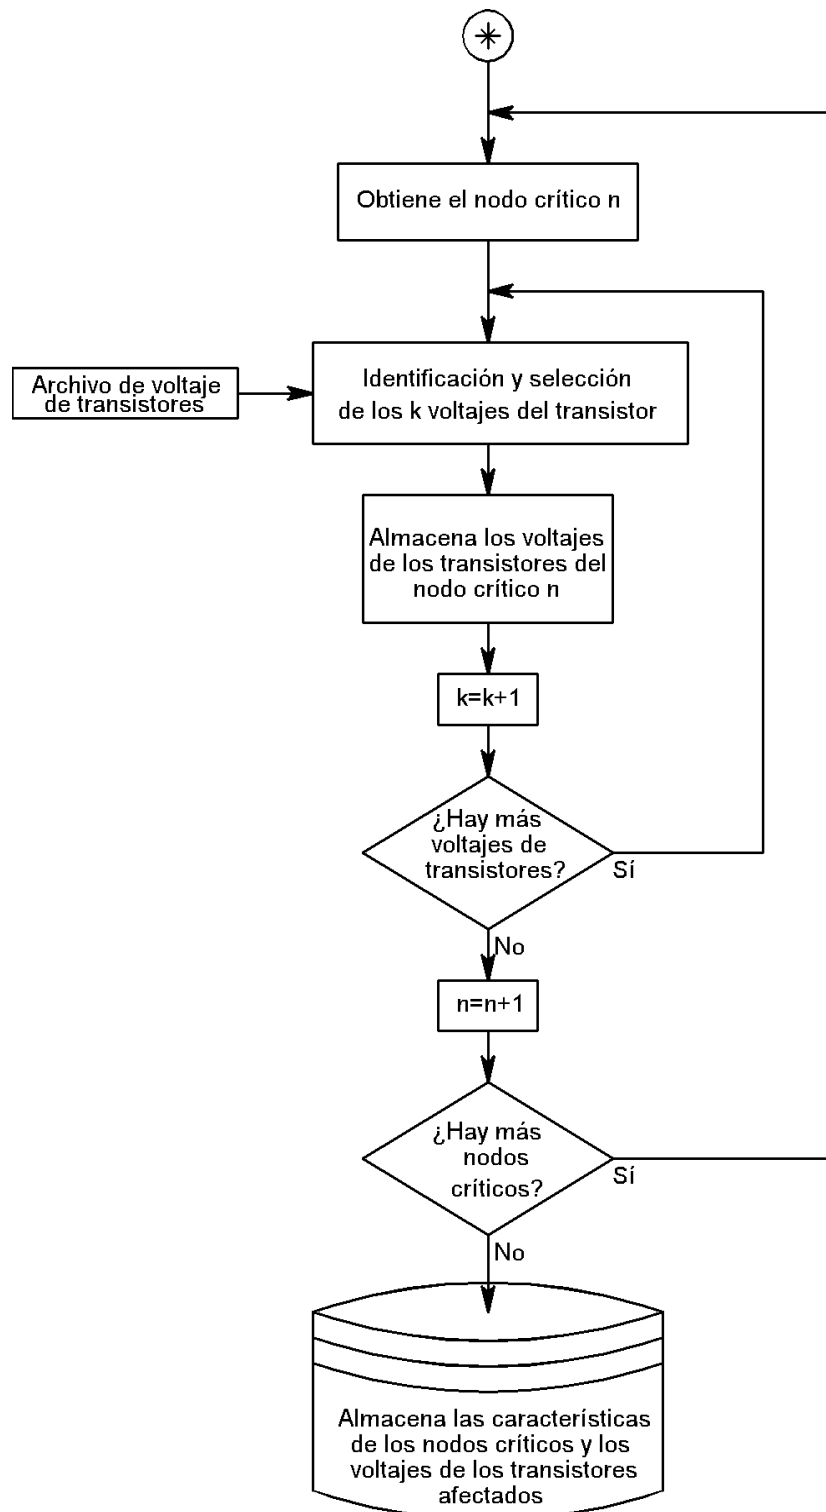 Obtiene el nodo crítico n
Archivo de voltaje
de transistores
Identificación y selección
de los k voltajes del transistor
Almacena los voltajes
de los transistores del
nodo crítico n
k=k+1
¿Hay más
voltajes de
transistores?
Sí
No
n=n+1
¿Hay más
nodos
críticos?
Sí
No
Almacena las características
de los nodos críticos y los
voltajes de los transistores
afectados